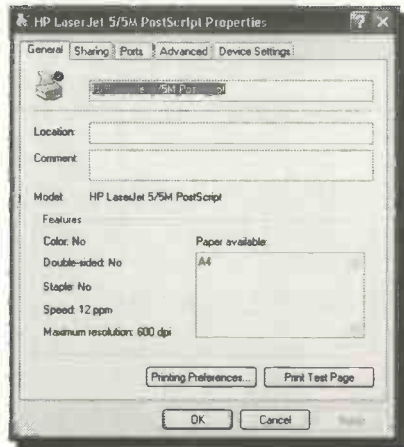 HP LaserJet 5/5M PostScript Properties
General Sharing Ports Advanced Device Settings
/5M
Location:
Comment:
Model: HP LaserJet 5/5M PostScript
Features
Color: No
Paper available:
Double-sided: No
A4
Staple: No
Speed: 12 ppm
Maximum resolution: 600 dpi
Printing Preferences... Print Test Page
OK Cancel